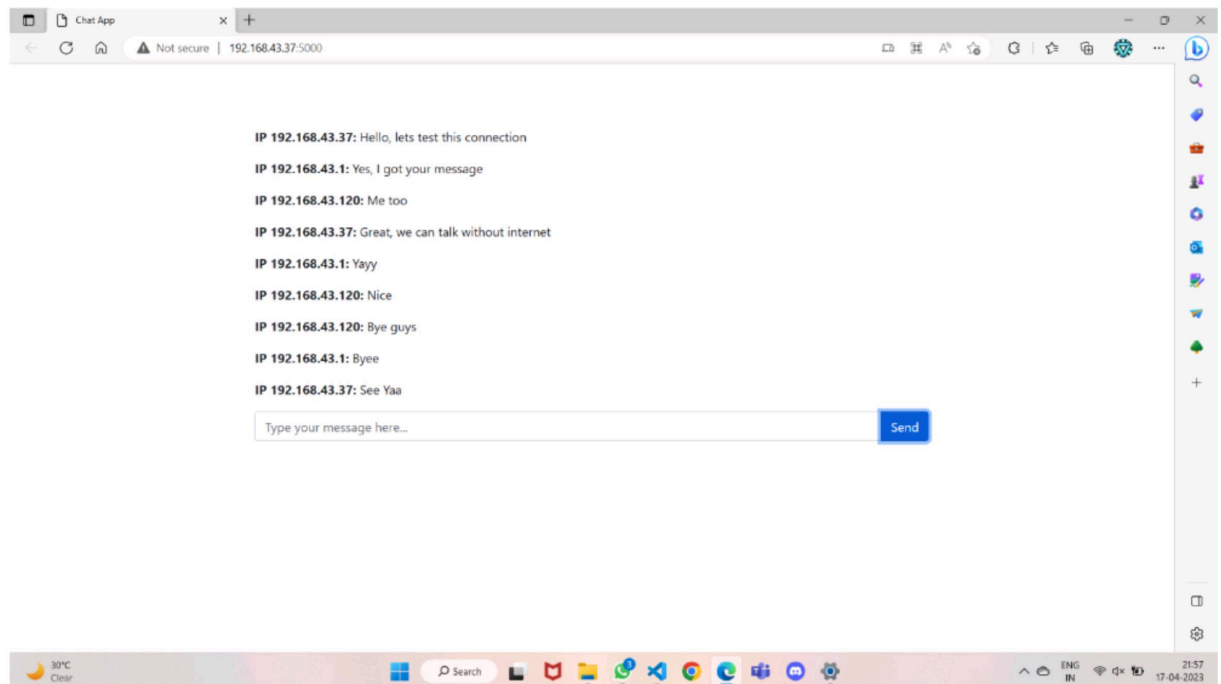 Chat App
Not secure | 192.168.43.37:5000
IP 192.168.43.37: Hello, lets test this connection
IP 192.168.43.1: Yes, I got your message
IP 192.168.43.120: Me too
IP 192.168.43.37: Great, we can talk without internet
IP 192.168.43.1: Yayy
IP 192.168.43.120: Nice
IP 192.168.43.120: Bye guys
IP 192.168.43.1: Byee
IP 192.168.43.37: See Yaa
Type your message here... Send
30°C
Clear
Search
ENG
IN
21:57
17-04-2023